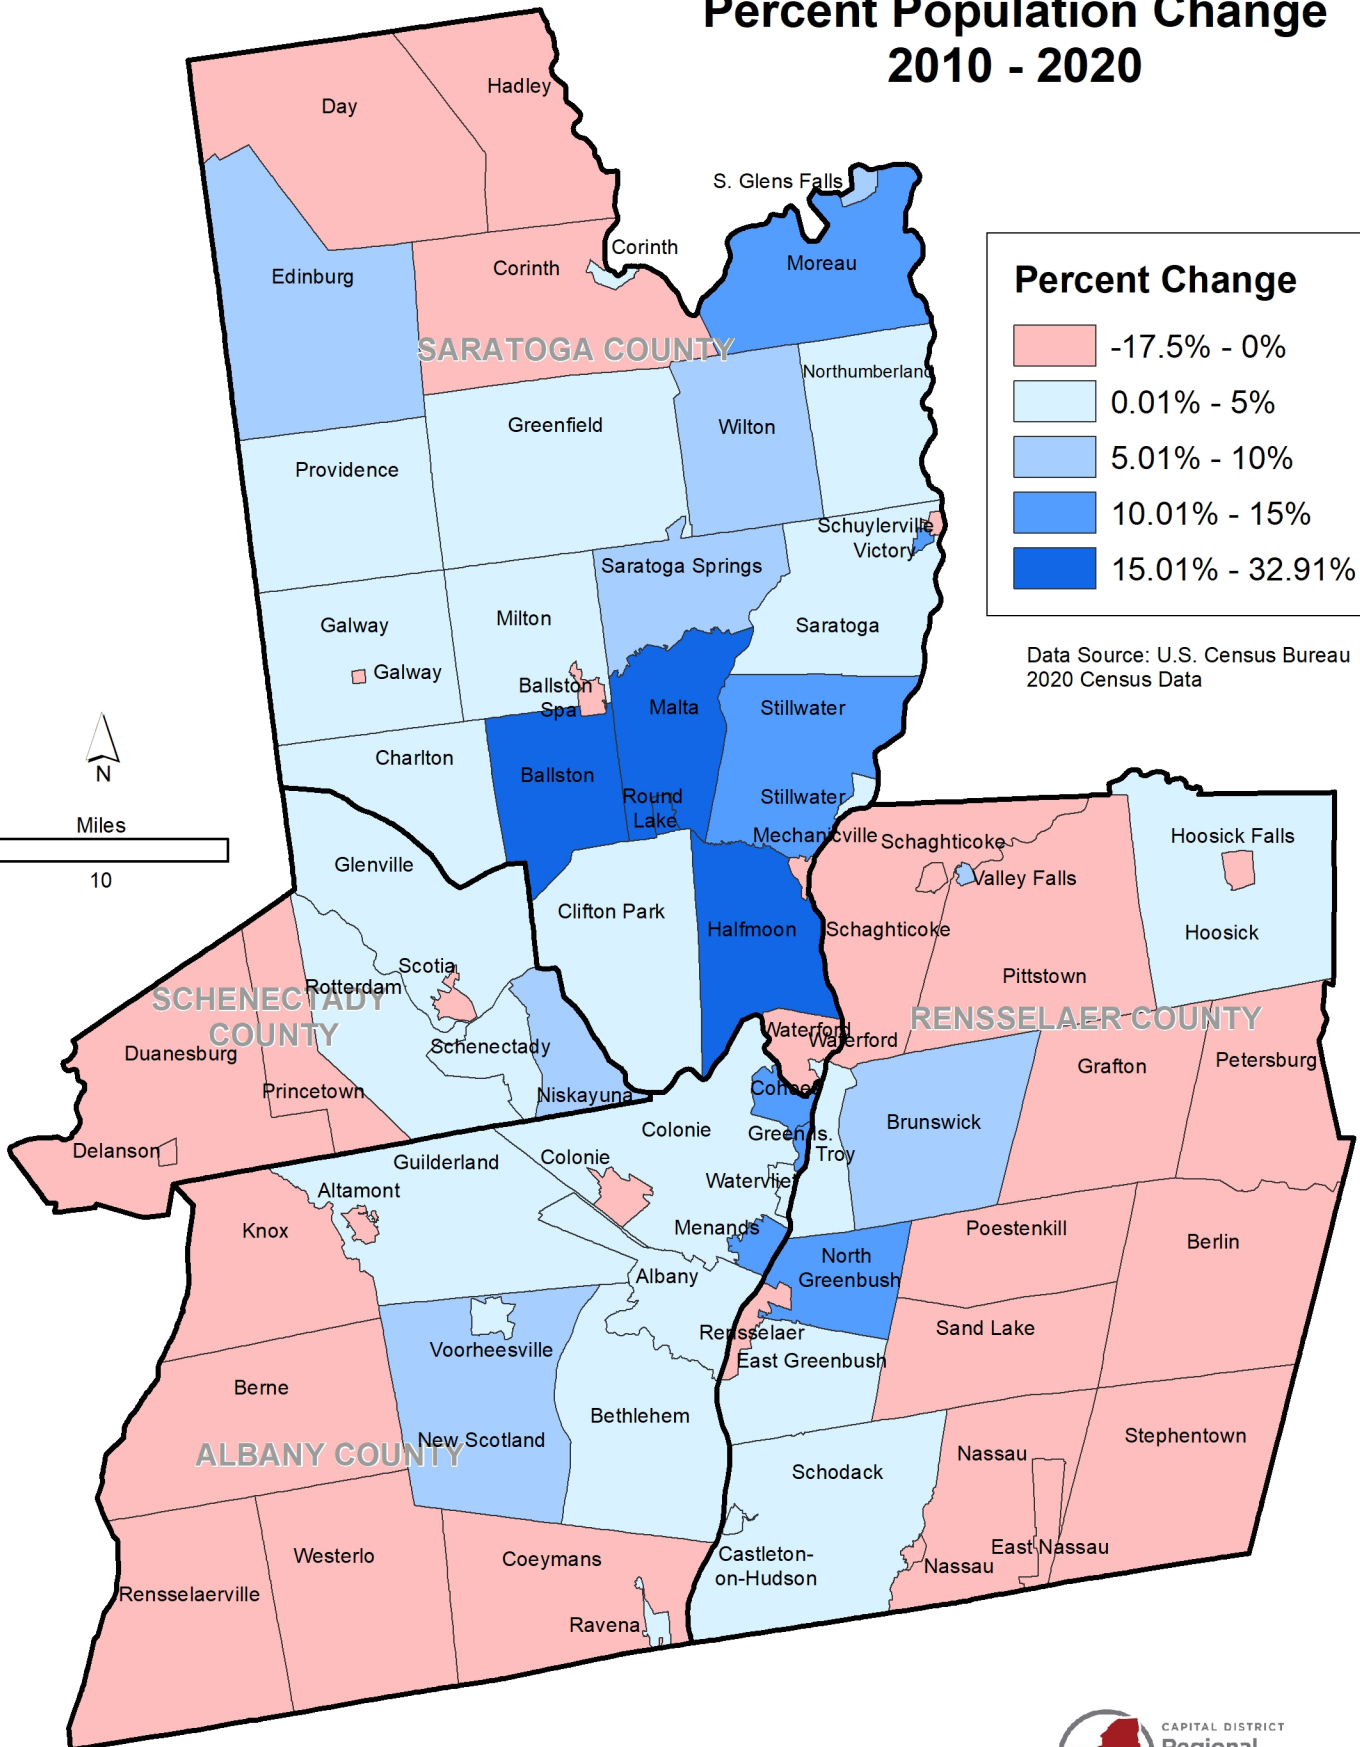 Percent Population Change
2010 - 2020
Day
Hadley
S. Glens Falls
Corinth
Corinth
Moreau
Edinburg
SARATOGA COUNTY
Northumberland
Greenfield
Wilton
Providence
Schuylerville
Victory
Saratoga Springs
Galway
Milton
Saratoga
Galway
Ballston
Spa
Malta
Stillwater
Charlton
Ballston
Round
Lake
Stillwater
Mechanicville
Percent Change
-17.5% - 0%
0.01% - 5%
5.01% - 10%
10.01% - 15%
15.01% - 32.91%
Data Source: U.S. Census Bureau
2020 Census Data
N
Miles
10
Glenville
Clifton Park
Halfmoon
Schaghticoke
Valley Falls
Hoosick Falls
Schaghticoke
Hoosick
Scotia
Rotterdam
SCHENECTADY
COUNTY
Pittstown
RENSSELAER COUNTY
Waterford
Waterford
Duanesburg
Schenectady
Princetown
Niskayuna
Cohoes
Grafton
Petersburg
Brunswick
Colonie
Green Is.
Troy
Delanson
Guilderland
Colonie
Watervliet
Altamont
Knox
Menands
North
Greenbush
Poestenkill
Berlin
Albany
Voorheesville
Rensselaer
East Greenbush
Sand Lake
Berne
Bethlehem
New Scotland
ALBANY COUNTY
Schodack
Nassau
Stephentown
Westerlo
Coeymans
Castleton-
on-Hudson
East Nassau
Nassau
Rensselaerville
Ravena
CAPITAL DISTRICT
Regional